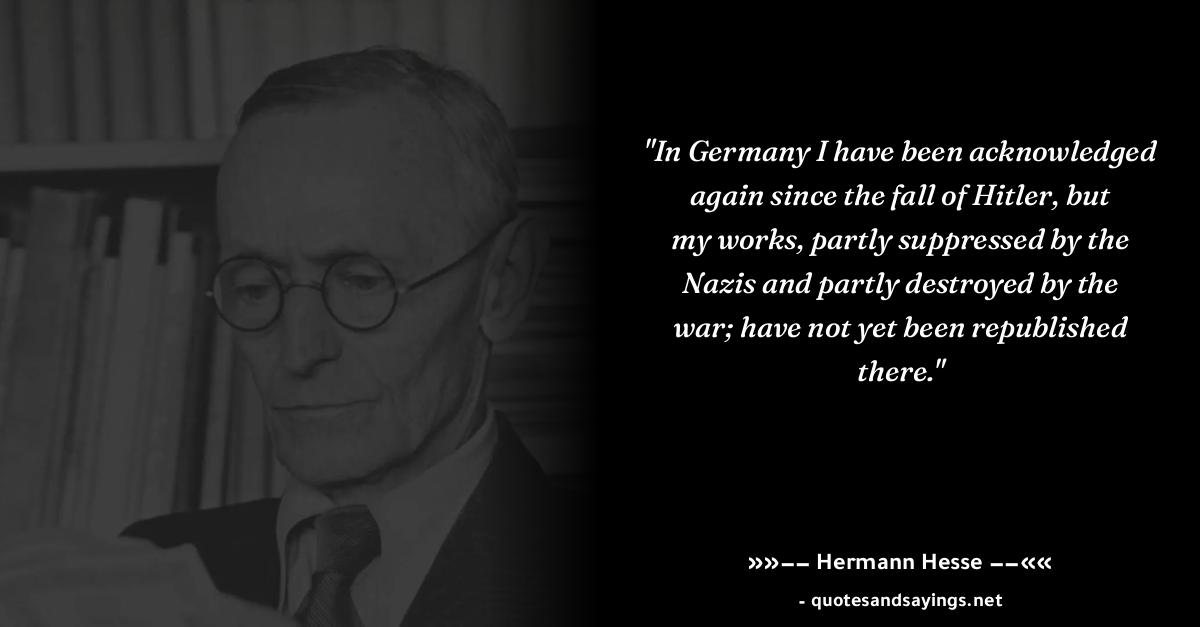 "In Germany I have been acknowledged
again since the fall of Hitler, but
my works, partly suppressed by the
Nazis and partly destroyed by the
war; have not yet been republished
there."
»»−− Hermann Hesse −−««
- quotesandsayings.net